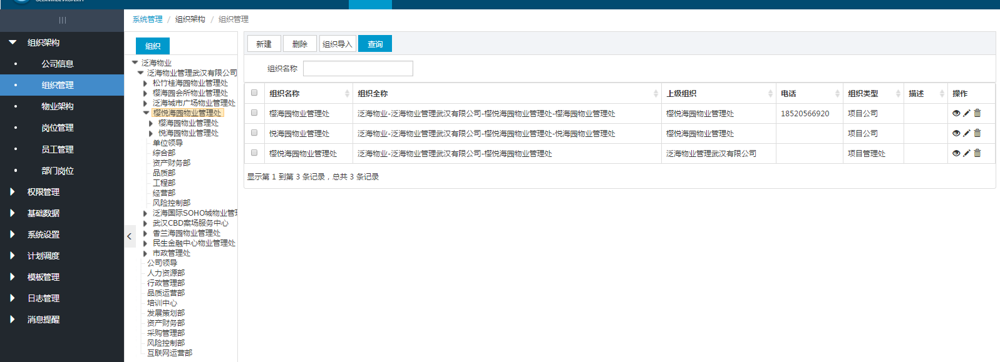 OCEANWIDE PROPERTY
系统管理 / 组织架构 / 组织管理
组织架构
公司信息
组织管理
物业架构
岗位管理
员工管理
部门岗位
权限管理
基础数据
系统设置
计划调度
模板管理
日志管理
消息提醒
组织
泛海物业
泛海物业管理武汉有限公司
松竹桂海园物业管理处
樱海园会所物业管理处
泛海城市广场物业管理处
樱悦海园物业管理处
樱海园物业管理处
悦海园物业管理处
单位领导
综合部
资产财务部
品质部
工程部
经营部
风险控制部
泛海国际SOHO城物业管理
武汉CBD案场服务中心
香兰海园物业管理处
民生金融中心物业管理处
市政管理处
公司领导
人力资源部
行政管理部
品质运营部
培训中心
发展策划部
资产财务部
采购管理部
风险控制部
互联网运营部
新建 删除 组织导入 查询
组织名称
组织名称 组织全称 上级组织 电话 组织类型 描述 操作
樱海园物业管理处 泛海物业-泛海物业管理武汉有限公司-樱悦海园物业管理处-樱海园物业管理处 樱悦海园物业管理处 18520566920 项目公司
悦海园物业管理处 泛海物业-泛海物业管理武汉有限公司-樱悦海园物业管理处-悦海园物业管理处 樱悦海园物业管理处 项目公司
樱悦海园物业管理处 泛海物业-泛海物业管理武汉有限公司-樱悦海园物业管理处 泛海物业管理武汉有限公司 项目管理处
显示第 1 到第 3 条记录，总共 3 条记录